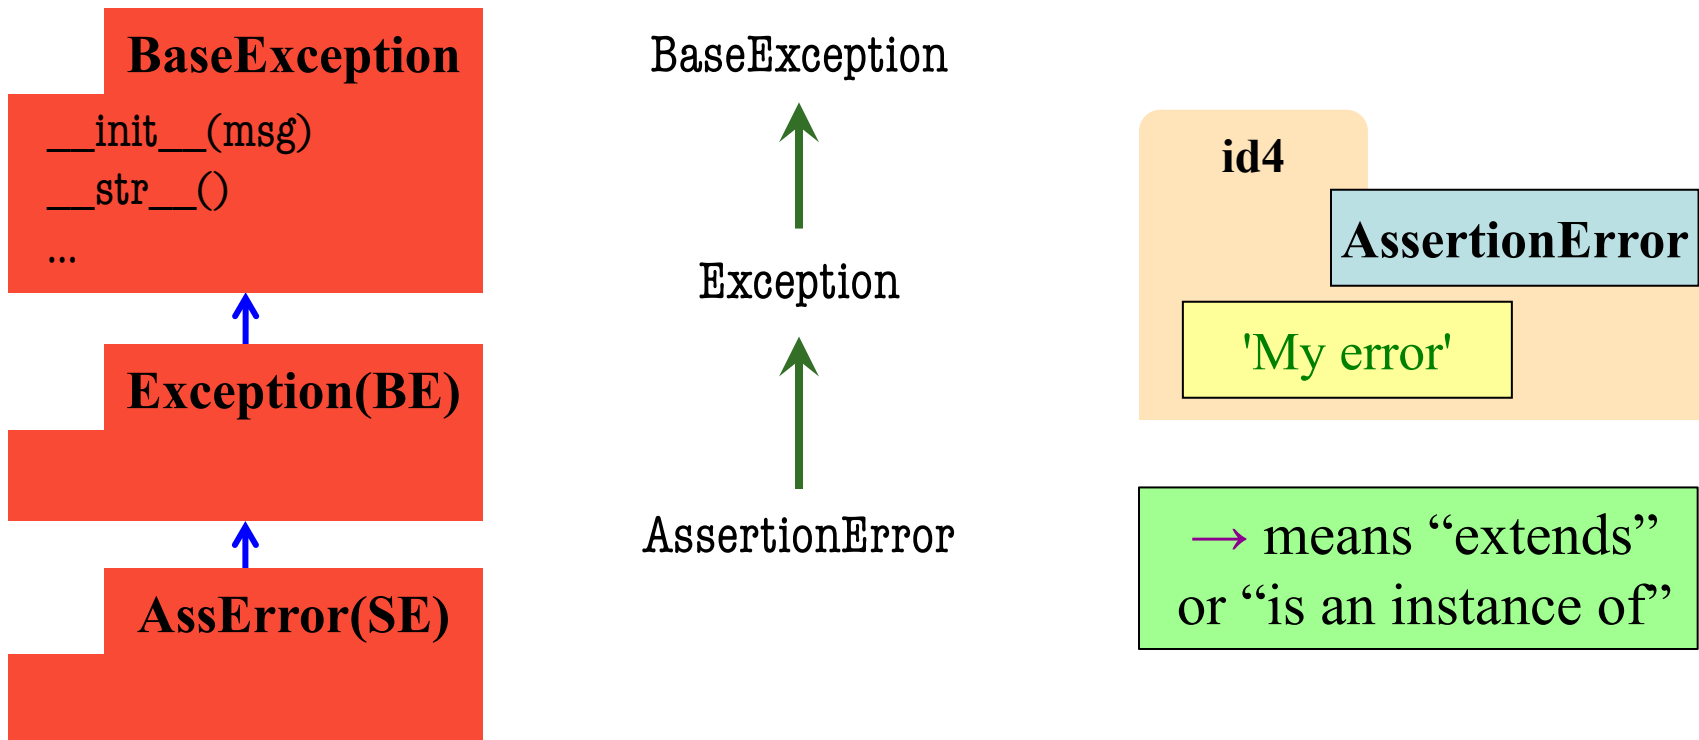 BaseException
__init__(msg)
__str__()
...
Exception(BE)
AssError(SE)
BaseException
Exception
AssertionError
id4
AssertionError
'My error'
→ means “extends”
or “is an instance of”